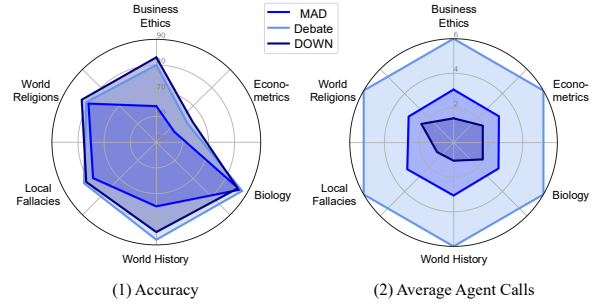 MAD
Debate
DOWN
Business
Ethics
90
80
70
World
Religions
Econo-
metrics
Local
Fallacies
Biology
World History
(1) Accuracy
Business
Ethics
6
4
2
World
Religions
Econo-
metrics
Local
Fallacies
Biology
World History
(2) Average Agent Calls